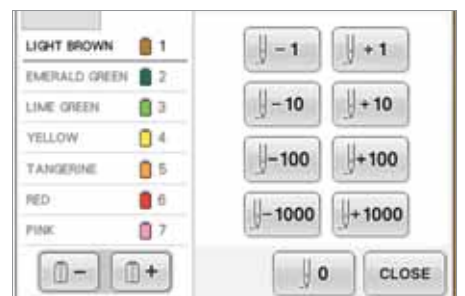 LIGHT BROWN 1
EMERALD GREEN 2
LIME GREEN 3
YELLOW 4
TANGERINE 5
RED 6
PINK 7
- 1
+ 1
- 10
+ 10
-100
+100
-1000
+1000
- +
0
CLOSE